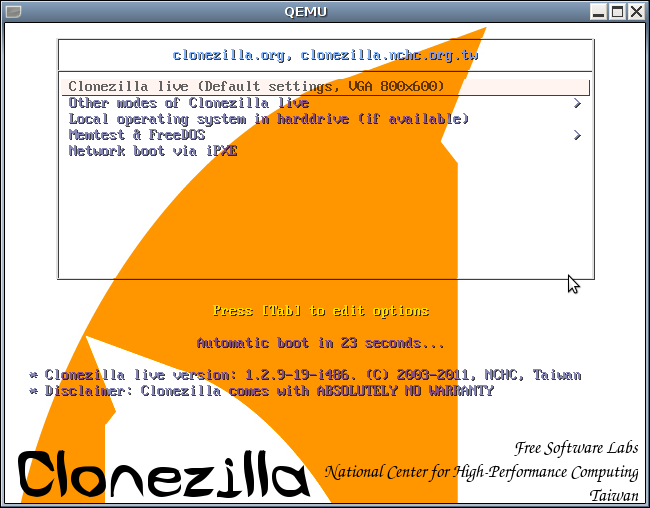 QEMU
clonezilla.org, clonezilla.nchc.org.tw
Clonezilla live (Default settings, VGA 800x600)
Other modes of Clonezilla live >
Local operating system in harddrive (if available)
Memtest & FreeDOS >
Network boot via iPXE
Press [Tab] to edit options
Automatic boot in 23 seconds...
* Clonezilla live version: 1.2.9-19-i486. (C) 2003-2011, NCHC, Taiwan
* Disclaimer: Clonezilla comes with ABSOLUTELY NO WARRANTY
Clonezilla
Free Software Labs
National Center for High-Performance Computing
Taiwan